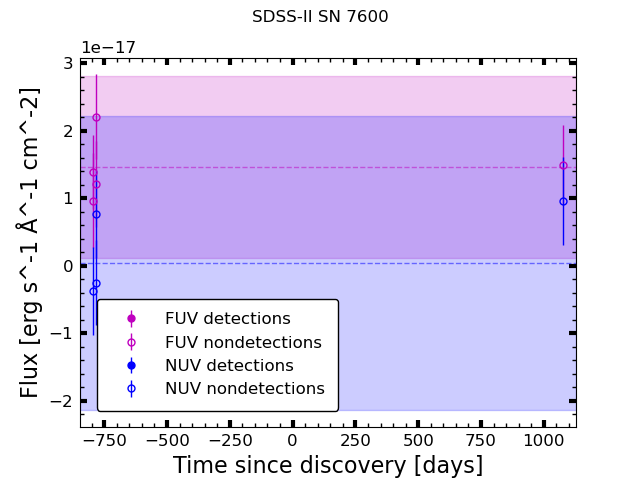 SDSS-II SN 7600
1e−17
3
2
1
0
−1
−2
Flux [erg s^-1 Å^-1 cm^-2]
FUV detections
FUV nondetections
NUV detections
NUV nondetections
−750 −500 −250 0 250 500 750 1000
Time since discovery [days]